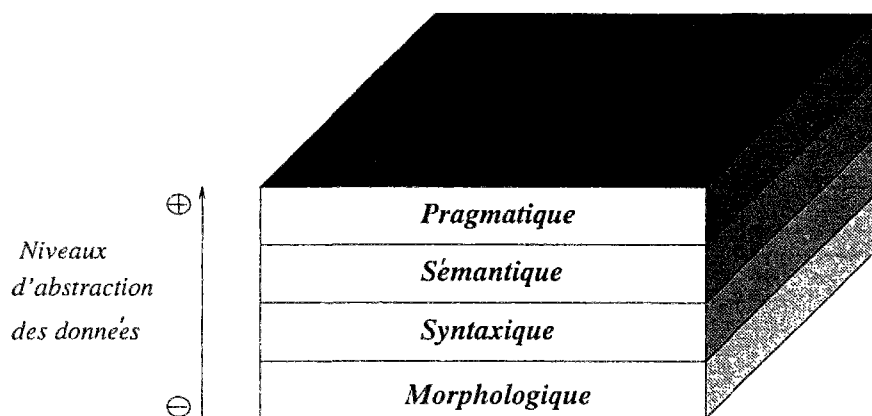 ⊕
Pragmatique
Niveaux
Sémantique
d'abstraction
des données
Syntaxique
⊖
Morphologique